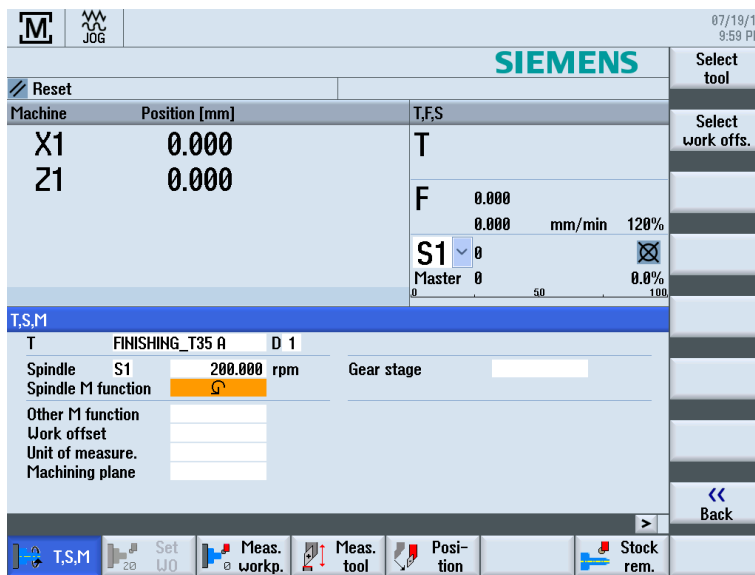 M
JOG
07/19/1
9:59 P
SIEMENS
Select
tool
Reset
Machine Position [mm] T,F,S
Select
work offs.
X1 0.000 T
Z1 0.000
F 0.000
0.000 mm/min 120%
S1 0
Master 0 0.0%
0 50 100
T,S,M
T FINISHING_T35 A D 1
Spindle S1 200.000 rpm Gear stage
Spindle M function
Other M function
Work offset
Unit of measure.
Machining plane
<<
Back
>
T,S,M
Set
WO
20
Meas.
workp.
0
Meas.
tool
Posi-
tion
Stock
rem.